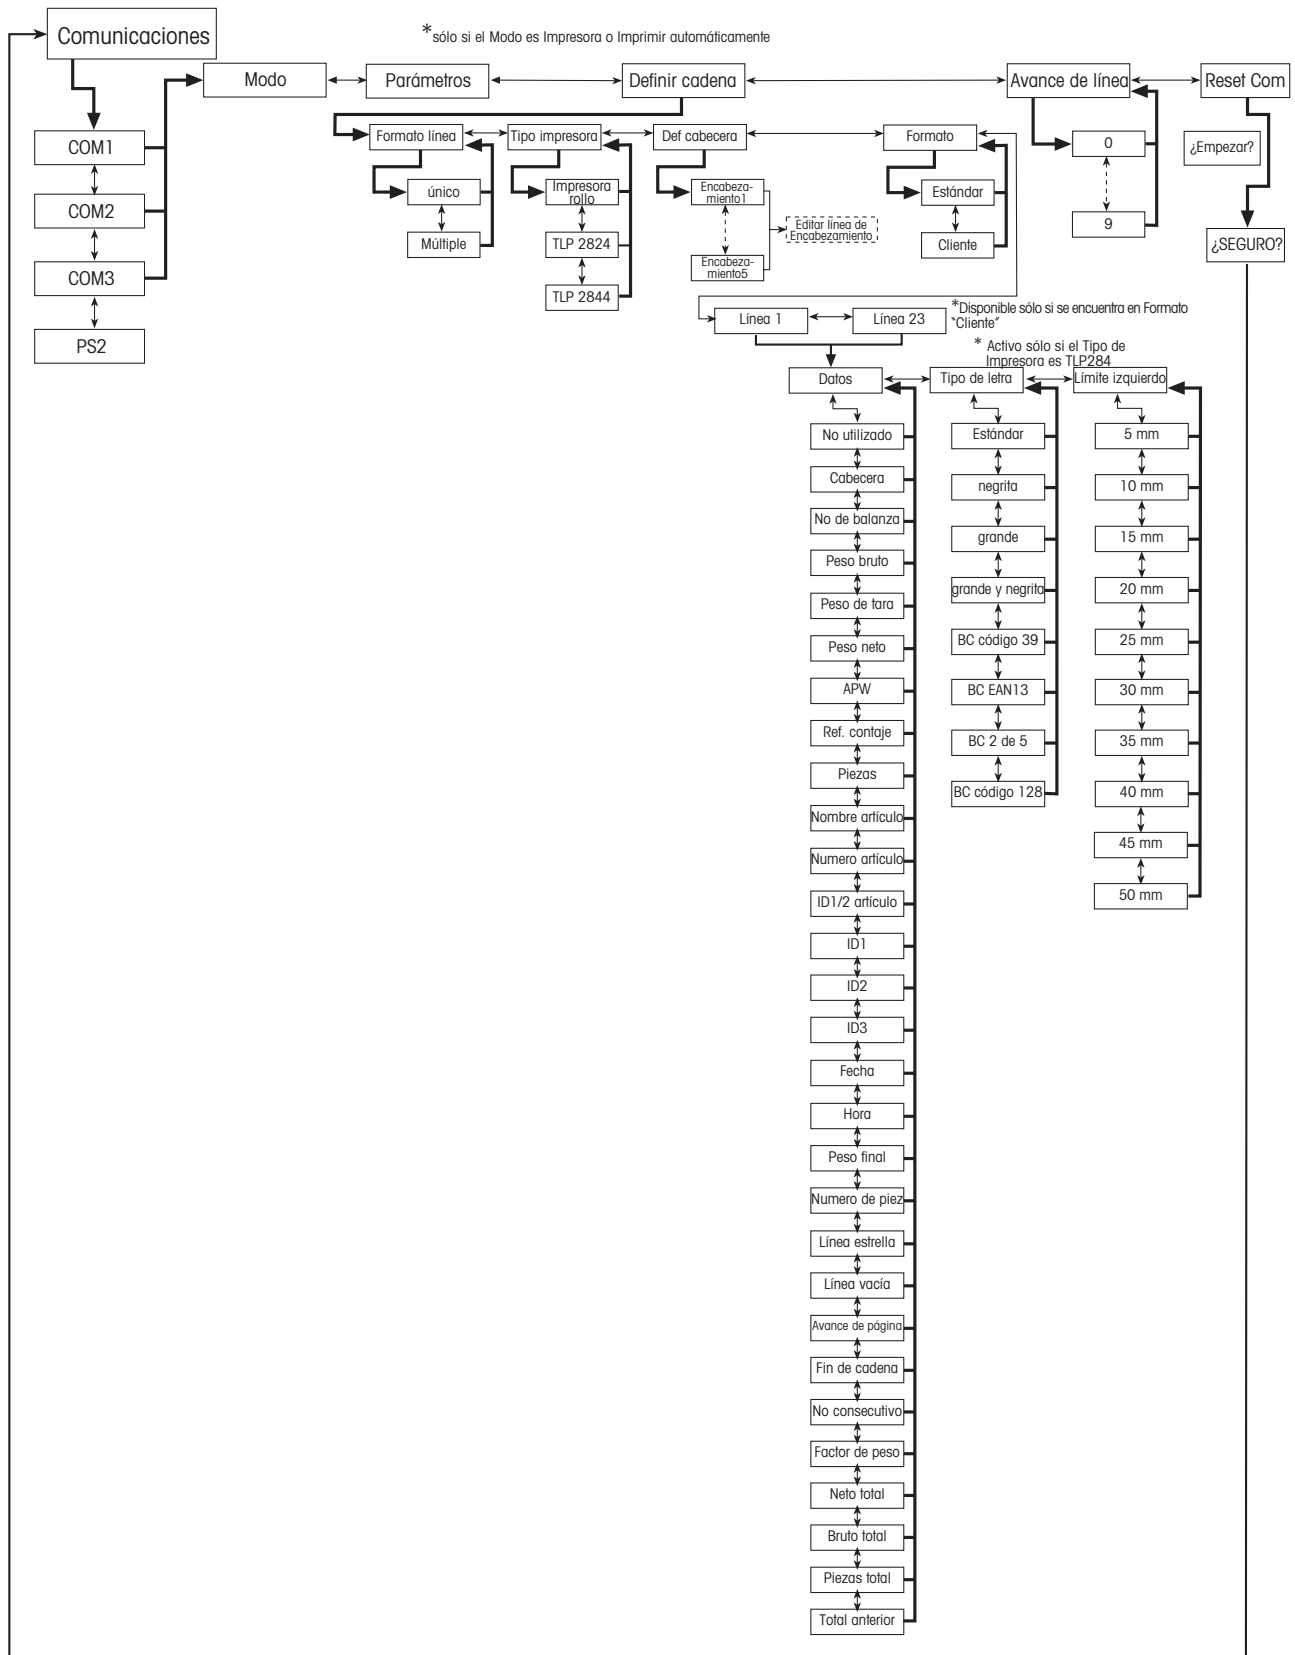 Comunicaciones
*sólo si el Modo es Impresora o Imprimir automáticamente
Modo
Parámetros
Definir cadena
Avance de línea
Reset Com
COM1
COM2
COM3
PS2
Formato línea
Tipo impresora
Def cabecera
Formato
0
9
¿Empezar?
¿SEGURO?
único
Múltiple
Impresora
rollo
TLP 2824
TLP 2844
Encabeza-
miento1
Encabeza-
miento5
Editar línea de
Encabezamiento
Estándar
Cliente
Línea 1
Línea 23
*Disponible sólo si se encuentra en Formato
"Cliente"
* Activo sólo si el Tipo de
Impresora es TLP284
Datos
Tipo de letra
Límite izquierdo
No utilizado
Cabecera
No de balanza
Peso bruto
Peso de tara
Peso neto
APW
Ref. contaje
Piezas
Nombre artículo
Numero artículo
ID1/2 artículo
ID1
ID2
ID3
Fecha
Hora
Peso final
Numero de piez
Línea estrella
Línea vacía
Avance de página
Fin de cadena
No consecutivo
Factor de peso
Neto total
Bruto total
Piezas total
Total anterior
Estándar
negrita
grande
grande y negrita
BC código 39
BC EAN13
BC 2 de 5
BC código 128
5 mm
10 mm
15 mm
20 mm
25 mm
30 mm
35 mm
40 mm
45 mm
50 mm